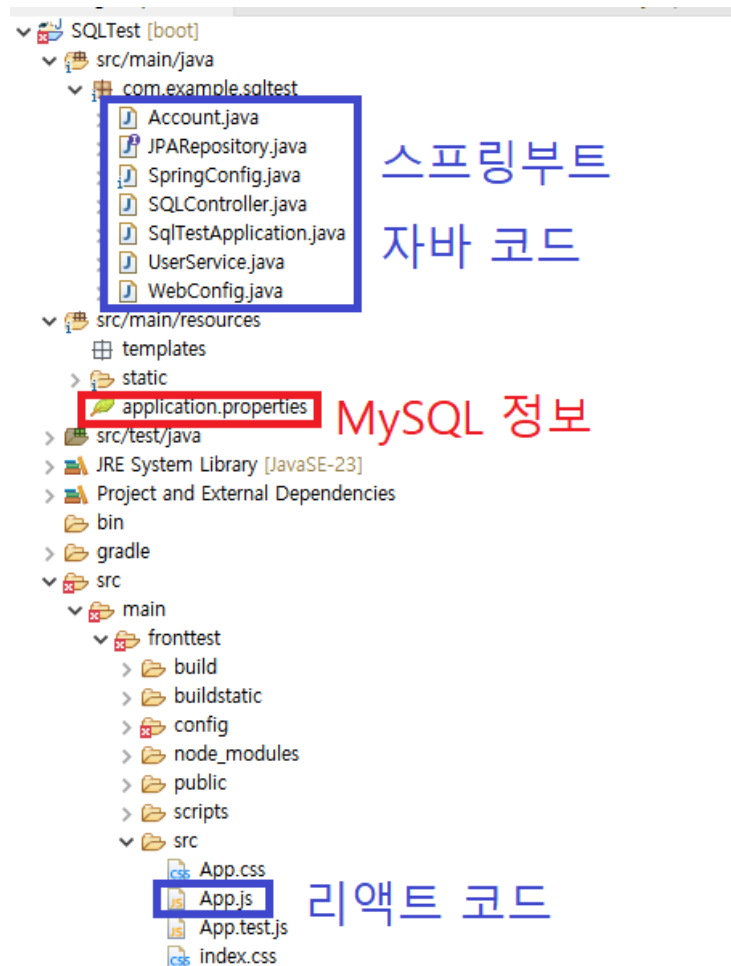 SQLTest [boot]
src/main/java
com.example.sqltest
Account.java
JPARepository.java
SpringConfig.java
SQLController.java
SqlTestApplication.java
UserService.java
WebConfig.java
스프링부트
자바 코드
src/main/resources
templates
static
application.properties
MySQL 정보
src/test/java
JRE System Library [JavaSE-23]
Project and External Dependencies
bin
gradle
src
main
fronttest
build
buildstatic
config
node_modules
public
scripts
src
App.css
App.js
리액트 코드
App.test.js
index.css